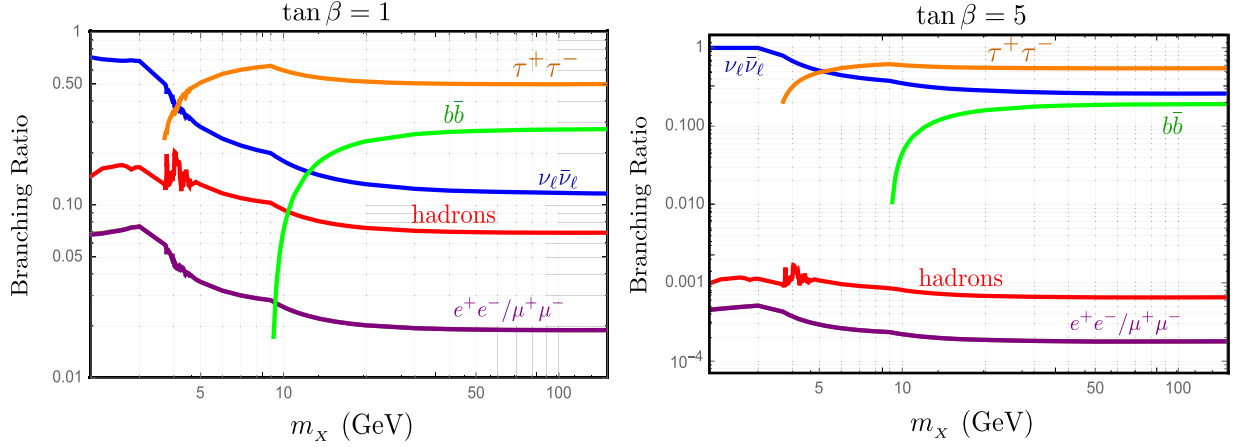 tan β = 1
Branching Ratio
1
0.50
0.10
0.05
0.01
τ⁺τ⁻
bb̄
ν_ℓν̄_ℓ
hadrons
e⁺e⁻/μ⁺μ⁻
5 10 50 100
m_X (GeV)
tan β = 5
Branching Ratio
1
0.100
0.010
0.001
10⁻⁴
ν_ℓν̄_ℓ
τ⁺τ⁻
bb̄
hadrons
e⁺e⁻/μ⁺μ⁻
5 10 50 100
m_X (GeV)